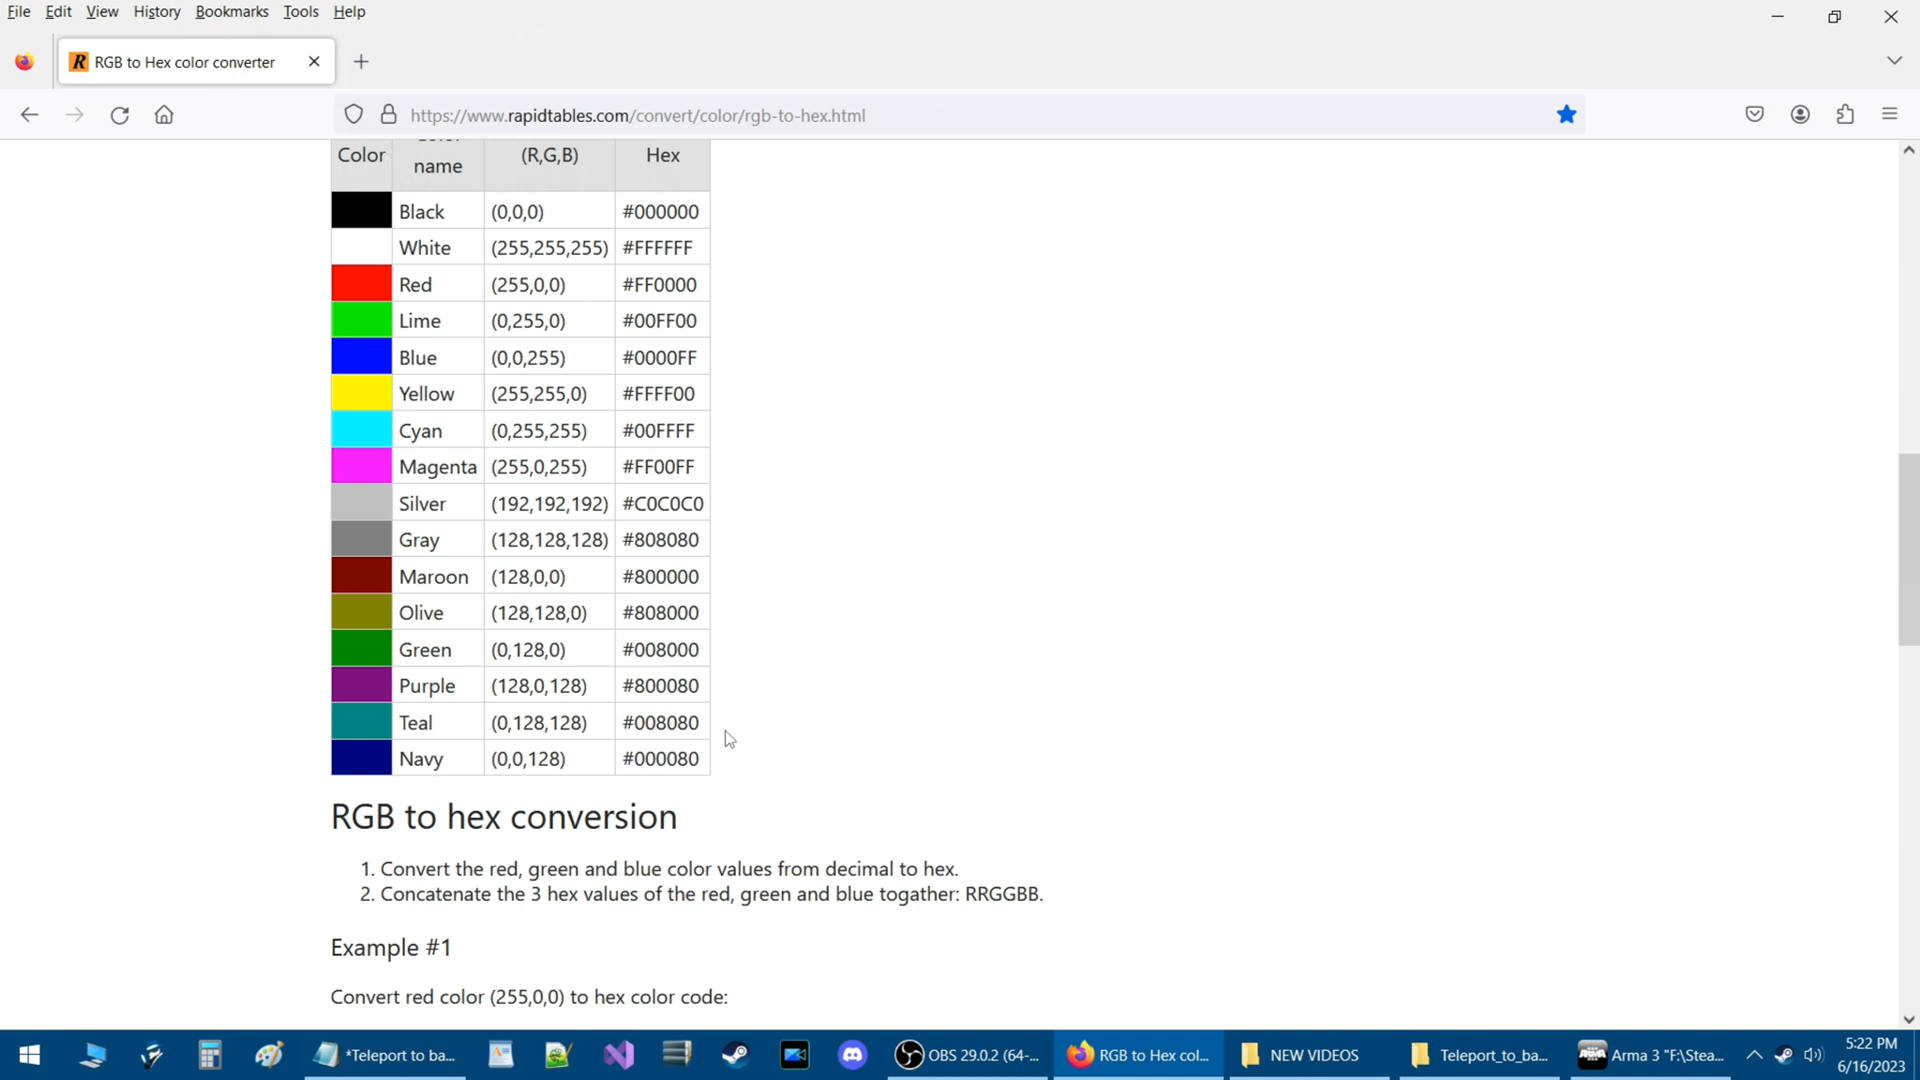 File Edit View History Bookmarks Tools Help
R RGB to Hex color converter
https://www.rapidtables.com/convert/color/rgb-to-hex.html
Color name (R,G,B) Hex
Black (0,0,0) #000000
White (255,255,255) #FFFFFF
Red (255,0,0) #FF0000
Lime (0,255,0) #00FF00
Blue (0,0,255) #0000FF
Yellow (255,255,0) #FFFF00
Cyan (0,255,255) #00FFFF
Magenta (255,0,255) #FF00FF
Silver (192,192,192) #C0C0C0
Gray (128,128,128) #808080
Maroon (128,0,0) #800000
Olive (128,128,0) #808000
Green (0,128,0) #008000
Purple (128,0,128) #800080
Teal (0,128,128) #008080
Navy (0,0,128) #000080
RGB to hex conversion
1. Convert the red, green and blue color values from decimal to hex.
2. Concatenate the 3 hex values of the red, green and blue togather: RRGGBB.
Example #1
Convert red color (255,0,0) to hex color code:
*Teleport to ba... OBS 29.0.2 (64-... RGB to Hex col... NEW VIDEOS Teleport_to_ba... Arma 3 "F:\Stea... 5:22 PM
6/16/2023